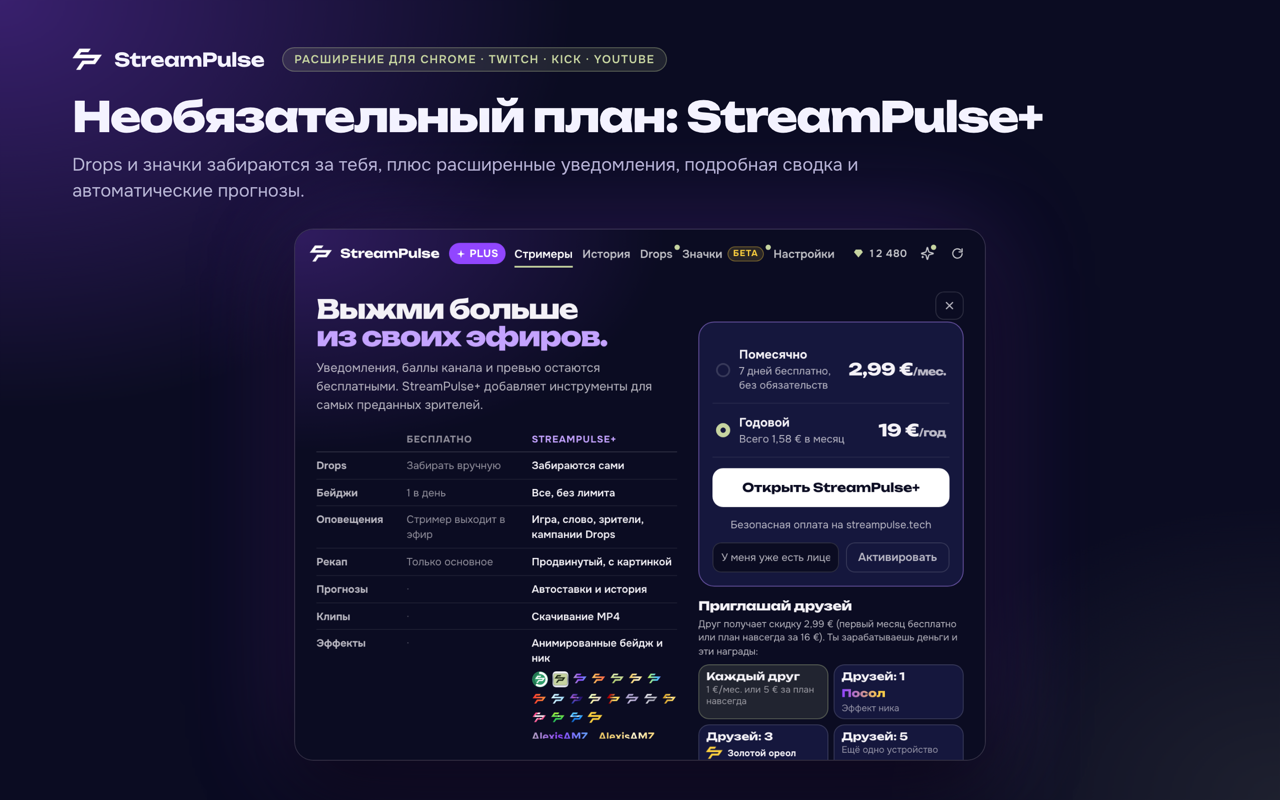 StreamPulse
РАСШИРЕНИЕ ДЛЯ CHROME · TWITCH · KICK · YOUTUBE
Необязательный план: StreamPulse+
Drops и значки забираются за тебя, плюс расширенные уведомления, подробная сводка и
автоматические прогнозы.
StreamPulse
+ PLUS
Стримеры
История
Drops
Значки
БЕТА
Настройки
12 480
Выжми больше
из своих эфиров.
Уведомления, баллы канала и превью остаются
бесплатными. StreamPulse+ добавляет инструменты для
самых преданных зрителей.
БЕСПЛАТНО STREAMPULSE+
Drops Забирать вручную Забираются сами
Бейджи 1 в день Все, без лимита
Оповещения Стример выходит в Игра, слово, зрители,
эфир кампании Drops
Рекап Только основное Продвинутый, с картинкой
Прогнозы · Автоставки и история
Клипы · Скачивание MP4
Эффекты · Анимированные бейдж и
ник
AlexisAMZ AlexisAMZ
Помесячно
7 дней бесплатно,
без обязательств
2,99 €/мес.
Годовой
Всего 1,58 € в месяц
19 €/год
Открыть StreamPulse+
Безопасная оплата на streampulse.tech
У меня уже есть лице
Активировать
Приглашай друзей
Друг получает скидку 2,99 € (первый месяц бесплатно
или план навсегда за 16 €). Ты зарабатываешь деньги и
эти награды:
Каждый друг
1 €/мес. или 5 € за план
навсегда
Друзей: 1
Посол
Эффект ника
Друзей: 3
Золотой ореол
Друзей: 5
Ещё одно устройство